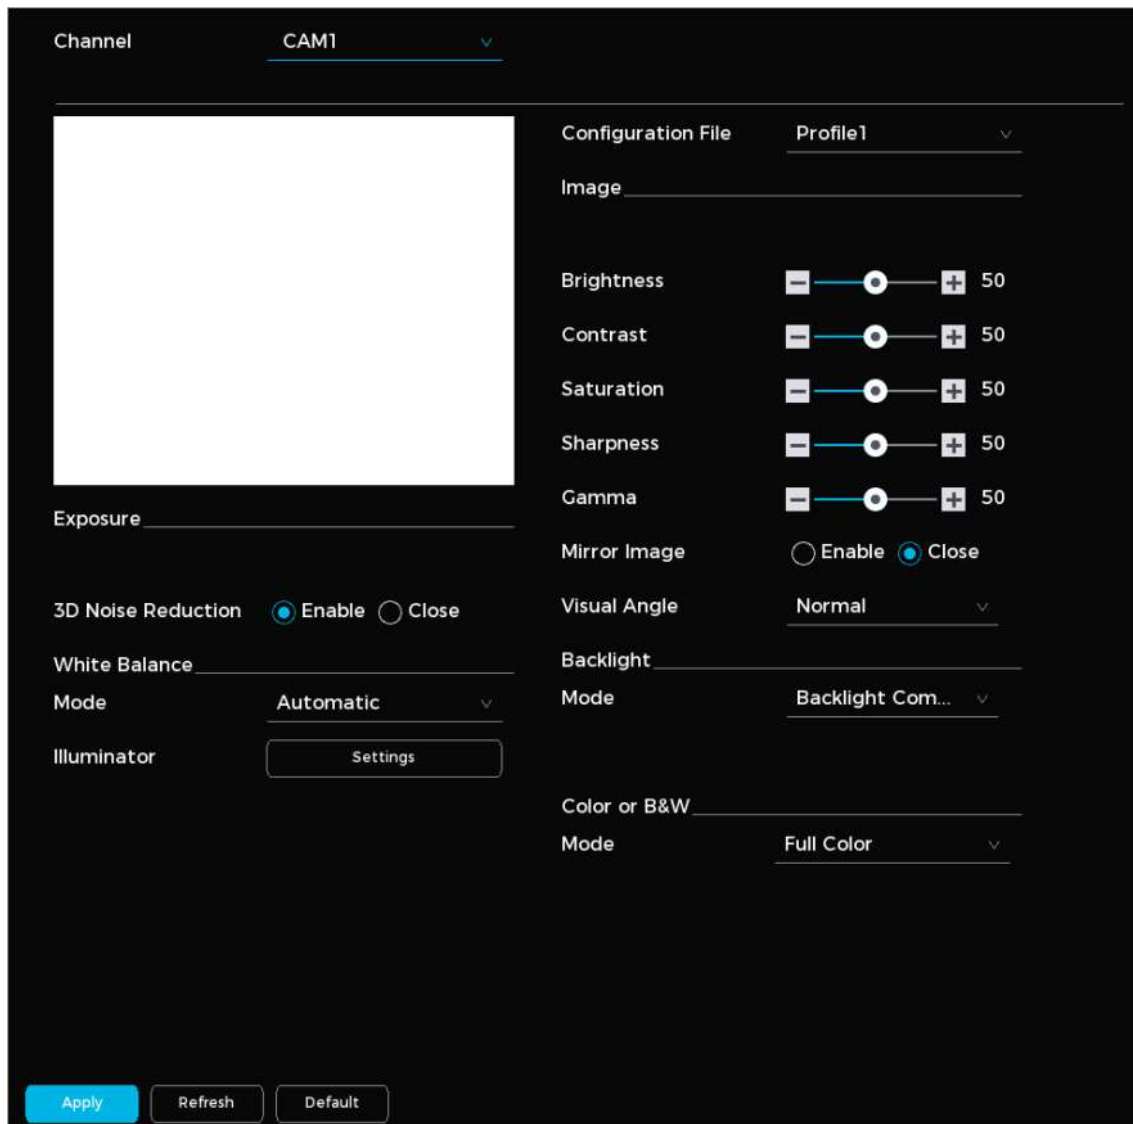 Channel CAM1
Configuration File Profile1
Image
Brightness 50
Contrast 50
Saturation 50
Sharpness 50
Gamma 50
Exposure
Mirror Image Enable Close
3D Noise Reduction Enable Close
Visual Angle Normal
White Balance
Backlight
Mode Automatic
Mode Backlight Com...
Illuminator Settings
Color or B&W
Mode Full Color
Apply Refresh Default